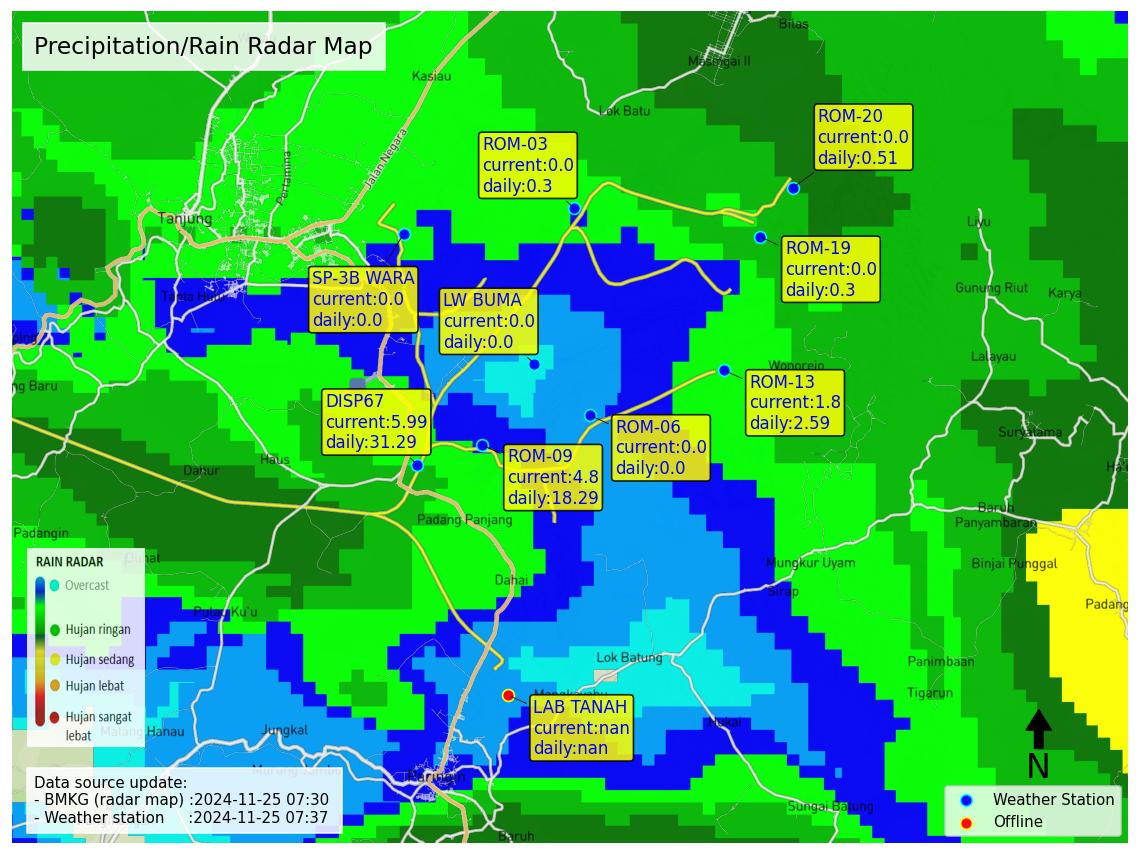 Precipitation/Rain Radar Map
Bilas
Masingai II
Kasiau
Lok Batu
Jalan Negara
Pertamina
Tanjung
ROM-20
current:0.0
daily:0.51
ROM-03
current:0.0
daily:0.3
ROM-19
current:0.0
daily:0.3
Liyu
Gunung Riut
Karya
Lalayau
SP-3B WARA
current:0.0
daily:0.0
LW BUMA
current:0.0
daily:0.0
Wonorejo
ROM-13
current:1.8
daily:2.59
ng Baru
DISP67
current:5.99
daily:31.29
ROM-06
current:0.0
daily:0.0
Suryatama
ROM-09
current:4.8
daily:18.29
Dahur
Haus
Padang Panjang
Baruh
Panyambaran
Padangin
Binjai Punggal
Mungkur Uyam
Dahai
Sirap
Padang
Pulau Ku'u
RAIN RADAR
Overcast
Hujan ringan
Hujan sedang
Hujan lebat
Hujan sangat
lebat
Lok Batung
Panimbaan
Tigarun
LAB TANAH
current:nan
daily:nan
Hukai
Jungkal
Matang Hanau
Paringin
Sungai Batung
Baruh
N
Data source update:
- BMKG (radar map) :2024-11-25 07:30
- Weather station :2024-11-25 07:37
Weather Station
Offline